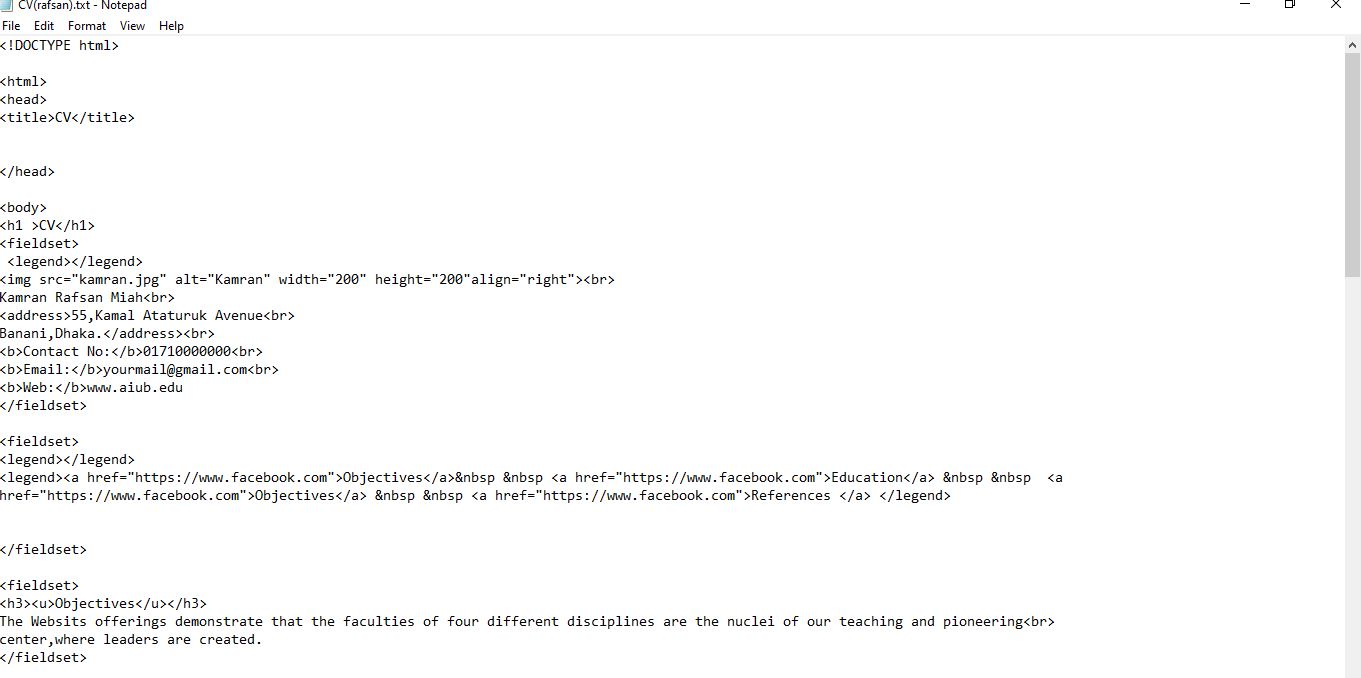 CV(rafsan).txt - Notepad
File Edit Format View Help
<!DOCTYPE html>
<html>
<head>
<title>CV</title>
</head>
<body>
<h1 >CV</h1>
<fieldset>
 <legend></legend>
<img src="kamran.jpg" alt="Kamran" width="200" height="200"align="right"><br>
Kamran Rafsan Miah<br>
<address>55,Kamal Ataturuk Avenue<br>
Banani,Dhaka.</address><br>
<b>Contact No:</b>01710000000<br>
<b>Email:</b>yourmail@gmail.com<br>
<b>Web:</b>www.aiub.edu
</fieldset>
<fieldset>
<legend></legend>
<legend><a href="https://www.facebook.com">Objectives</a>&nbsp &nbsp <a href="https://www.facebook.com">Education</a> &nbsp &nbsp  <a
href="https://www.facebook.com">Objectives</a> &nbsp &nbsp <a href="https://www.facebook.com">References </a> </legend>
</fieldset>
<fieldset>
<h3><u>Objectives</u></h3>
The Websits offerings demonstrate that the faculties of four different disciplines are the nuclei of our teaching and pioneering<br>
center,where leaders are created.
</fieldset>